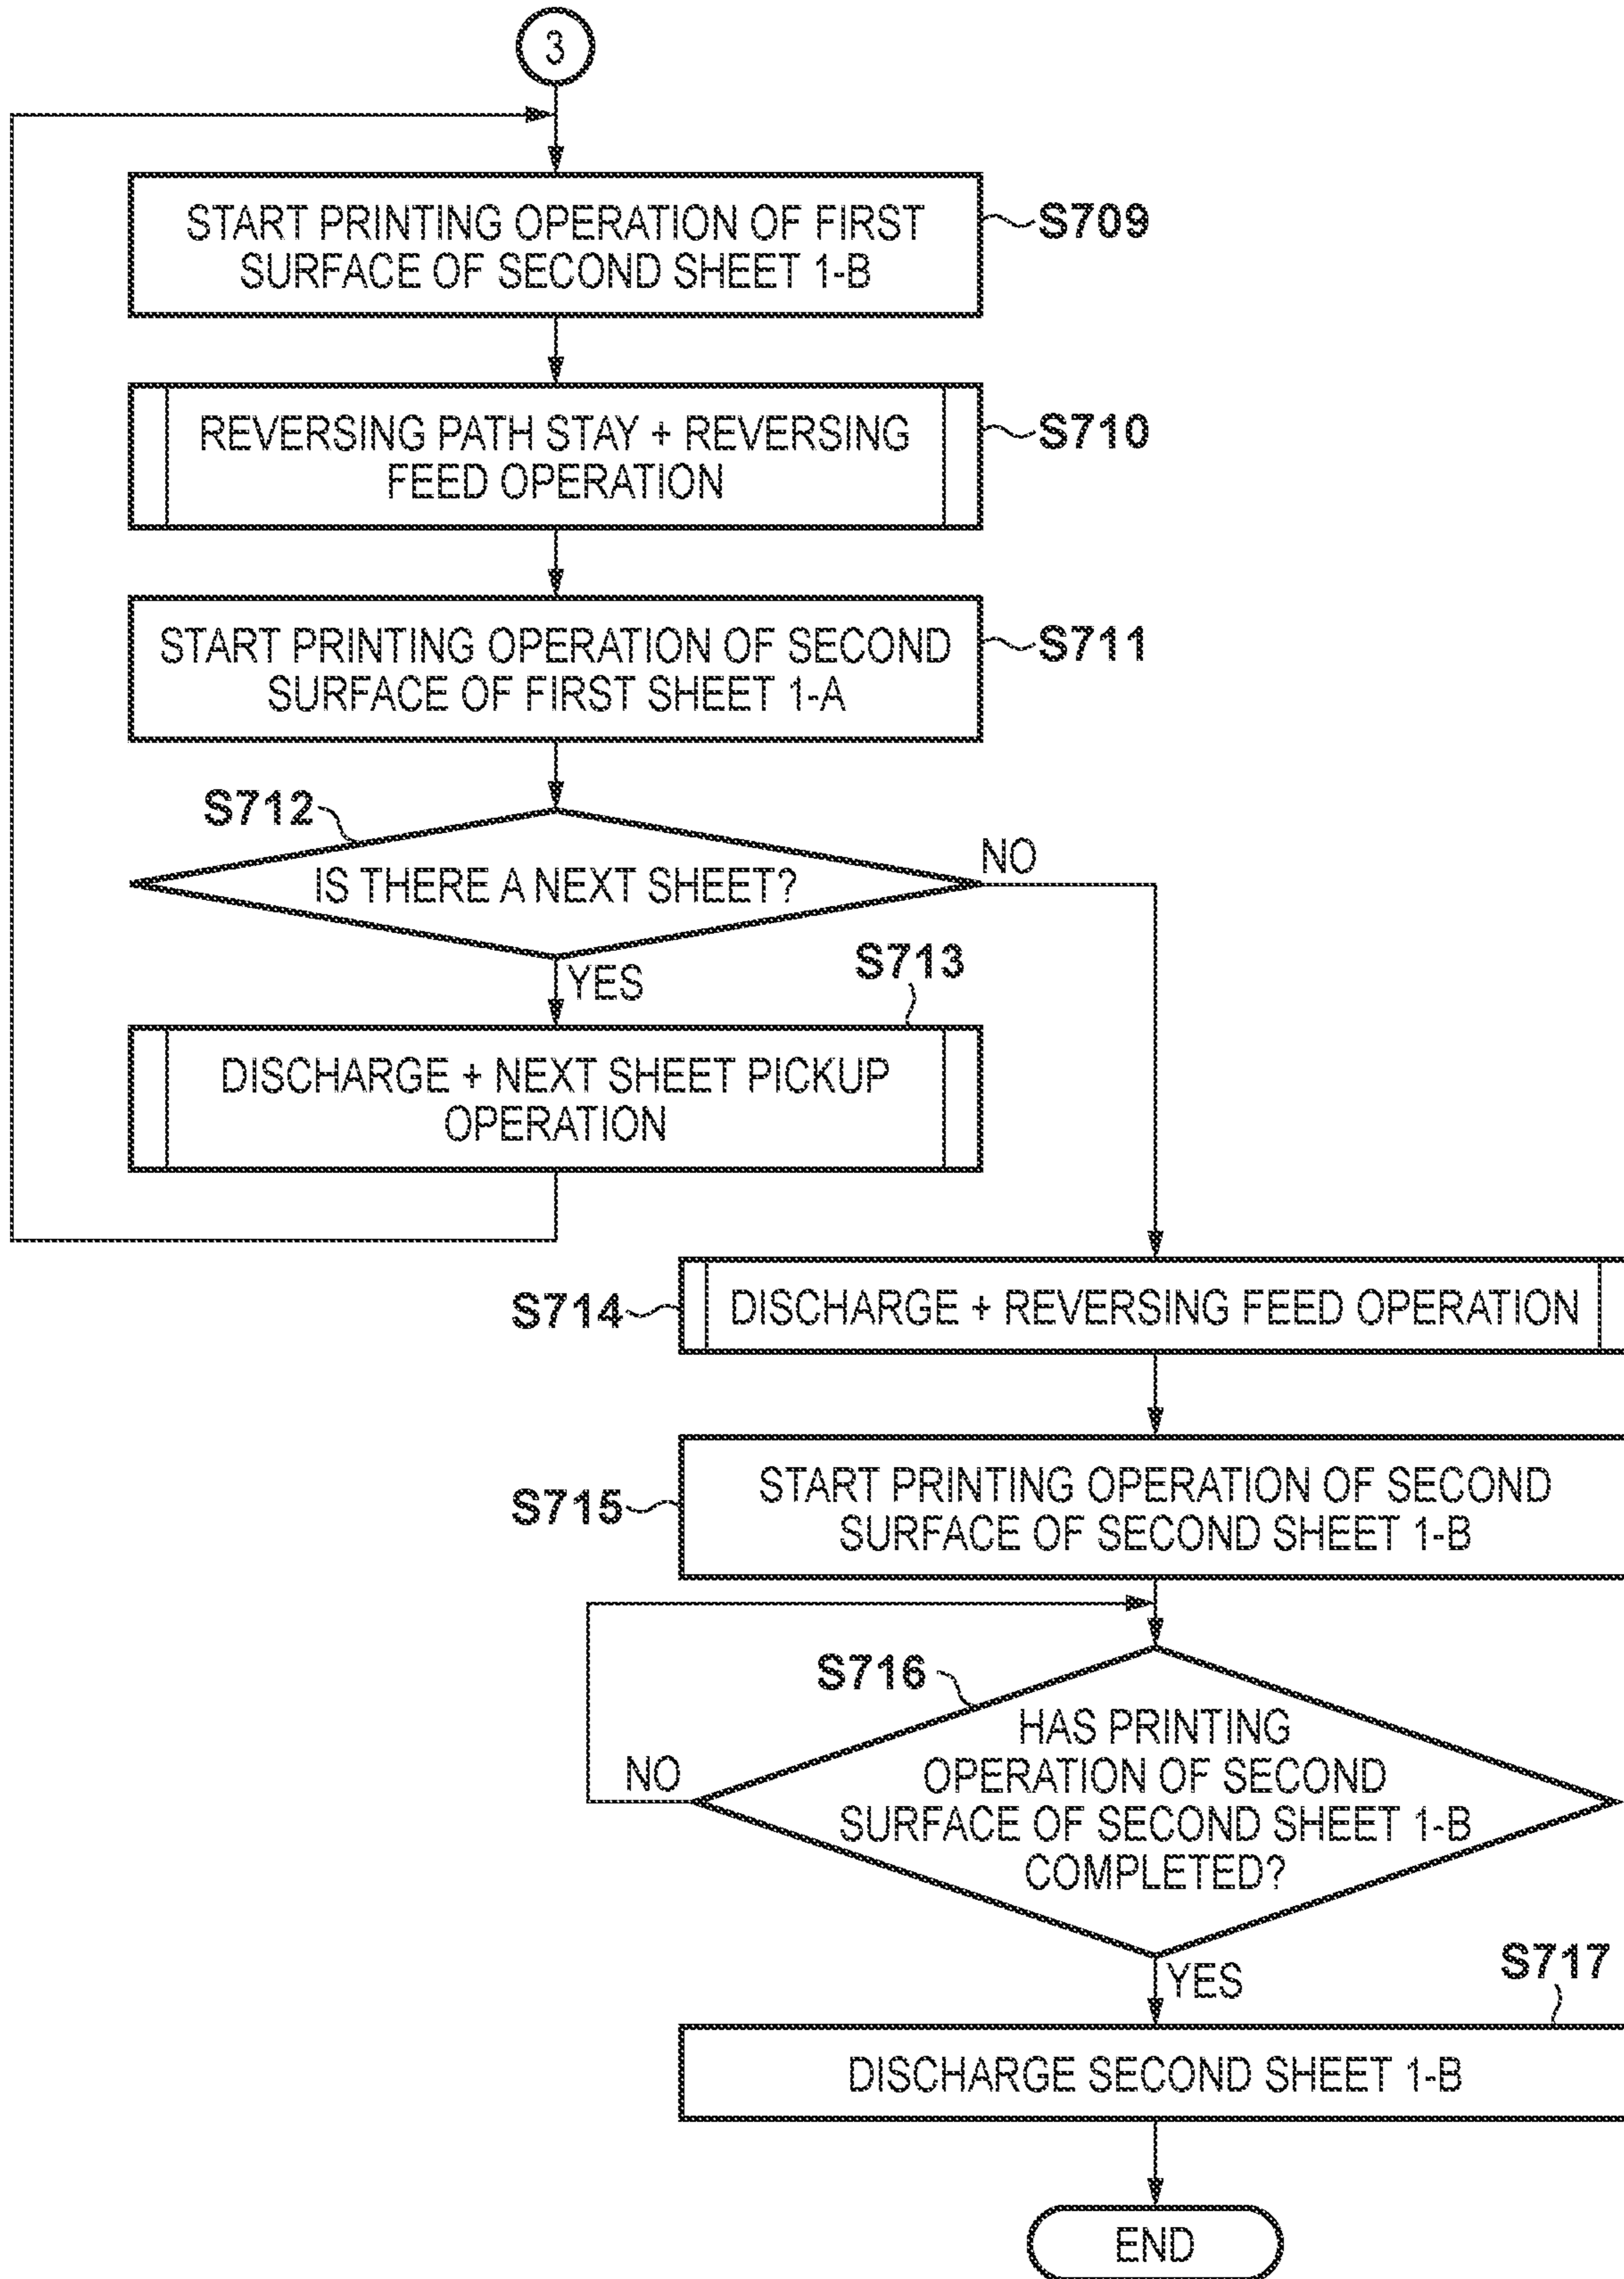 3
START PRINTING OPERATION OF FIRST
SURFACE OF SECOND SHEET 1-B
S709
REVERSING PATH STAY + REVERSING
FEED OPERATION
S710
START PRINTING OPERATION OF SECOND
SURFACE OF FIRST SHEET 1-A
S711
S712
IS THERE A NEXT SHEET?
NO
YES
S713
DISCHARGE + NEXT SHEET PICKUP
OPERATION
S714
DISCHARGE + REVERSING FEED OPERATION
S715
START PRINTING OPERATION OF SECOND
SURFACE OF SECOND SHEET 1-B
S716
HAS PRINTING
OPERATION OF SECOND
SURFACE OF SECOND SHEET 1-B
COMPLETED?
NO
YES
S717
DISCHARGE SECOND SHEET 1-B
END